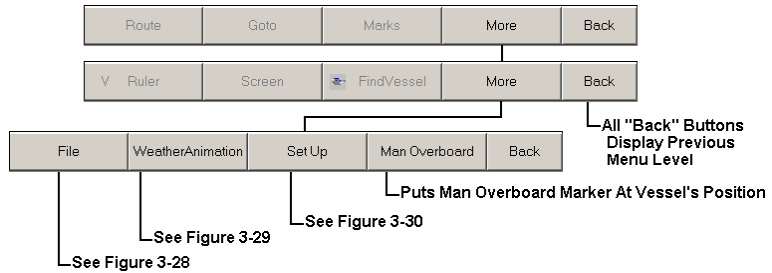 Route Goto Marks More Back
V Ruler Screen FindVessel More Back
All "Back" Buttons
Display Previous
Menu Level
File WeatherAnimation Set Up Man Overboard Back
Puts Man Overboard Marker At Vessel's Position
See Figure 3-30
See Figure 3-29
See Figure 3-28